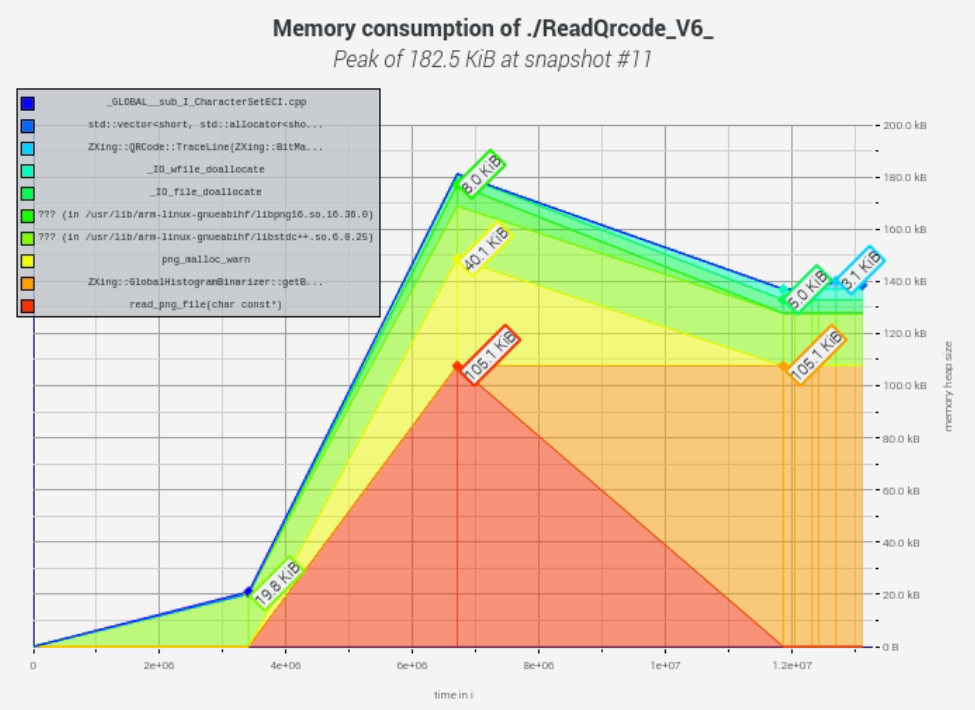 Memory consumption of ./ReadQrcode_V6_
Peak of 182.5 KiB at snapshot #11
_GLOBAL__sub_I_CharacterSetECI.cpp
std::vector<short, std::allocator<sho...
ZXing::QRCode::TraceLine(ZXing::BitMa...
_IO_wfile_doallocate
_IO_file_doallocate
??? (in /usr/lib/arm-linux-gnueabihf/libpng16.so.16.36.0)
??? (in /usr/lib/arm-linux-gnueabihf/libstdc++.so.6.0.25)
png_malloc_warn
ZXing::GlobalHistogramBinarizer::getB...
read_png_file(char const*)
8.0 KiB
40.1 KiB
105.1 KiB
19.8 KiB
5.0 KiB
3.1 KiB
105.1 KiB
200.0 kB
180.0 kB
160.0 kB
140.0 kB
120.0 kB
100.0 kB
80.0 kB
60.0 kB
40.0 kB
20.0 kB
0 B
memory heap size
0
2e+06
4e+06
6e+06
8e+06
1e+07
1.2e+07
time in i